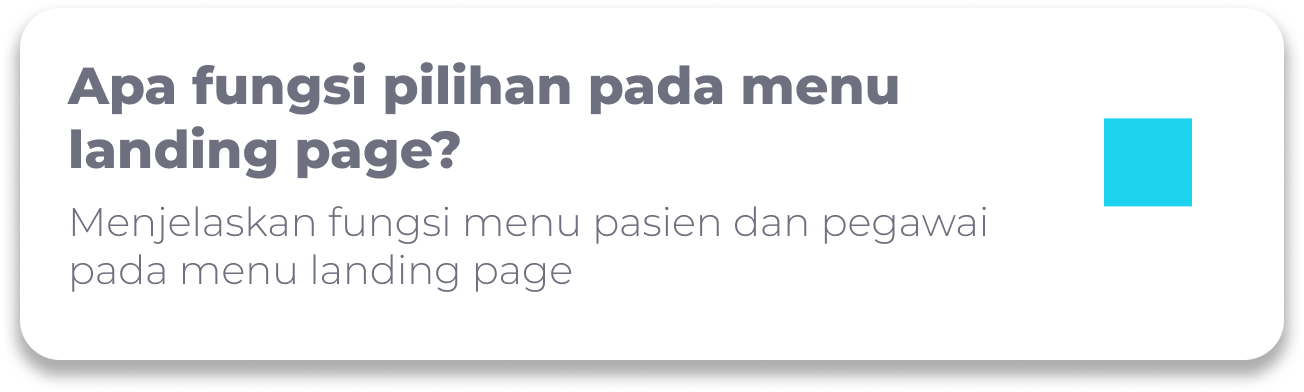 Apa fungsi pilihan pada menu
landing page?
Menjelaskan fungsi menu pasien dan pegawai
pada menu landing page